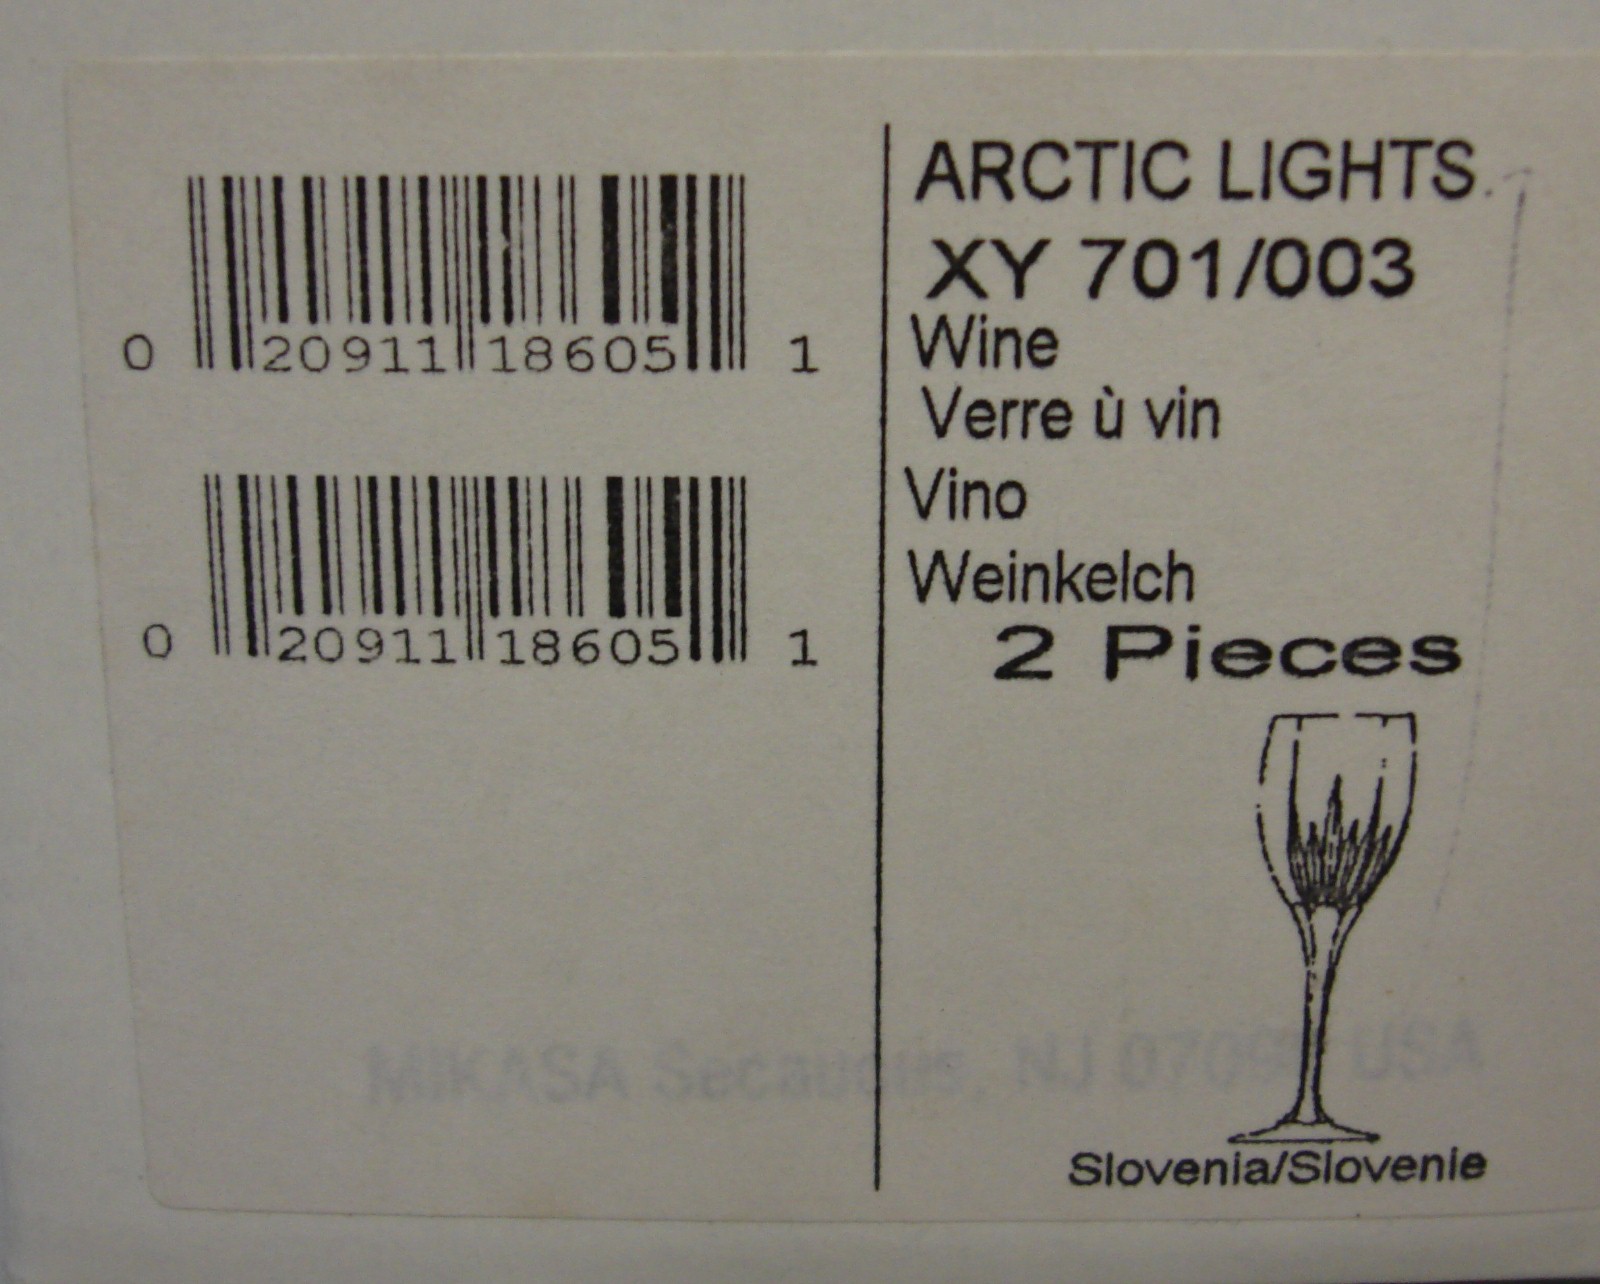 0 20911 18605 1
0 20911 18605 1
ARCTIC LIGHTS
XY 701/003
Wine
Verre ù vin
Vino
Weinkelch
2 Pieces
MIKASA Secaucus, NJ USA
Slovenia/Slovenie